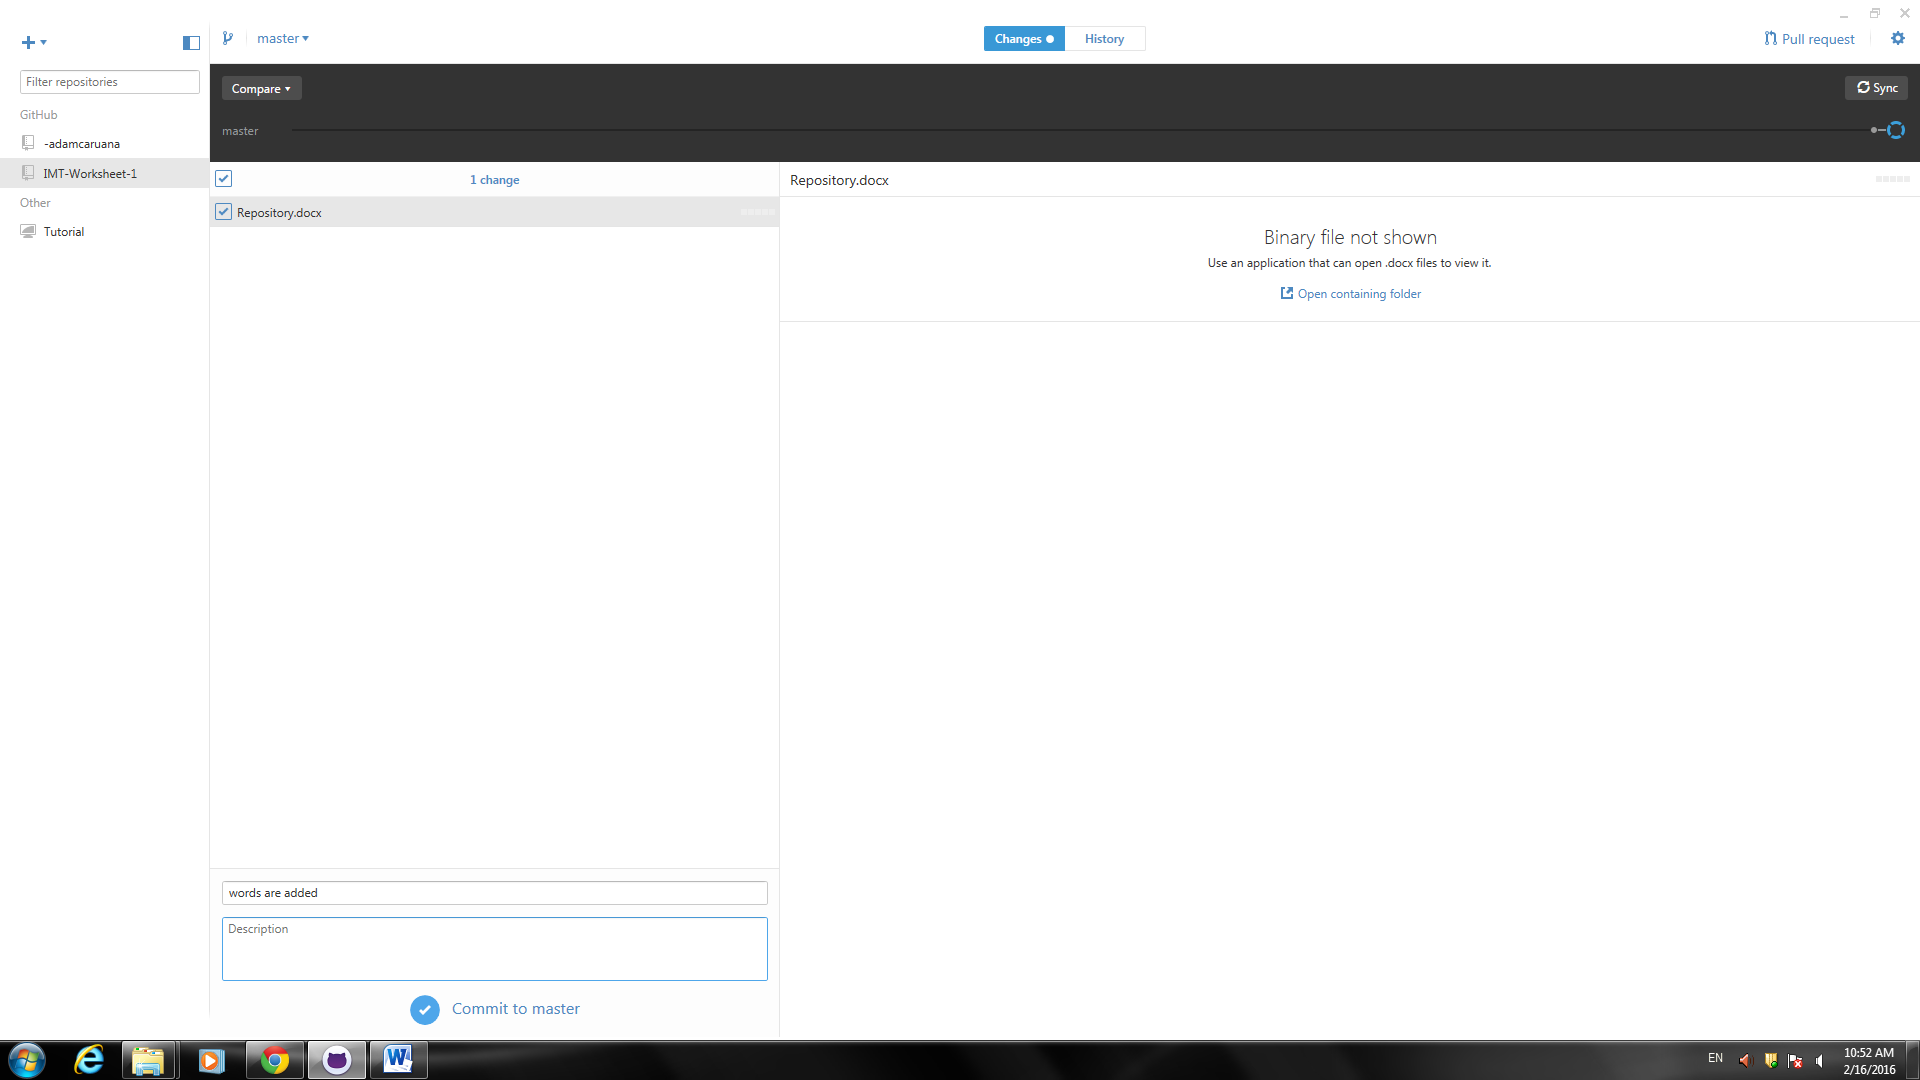 master
Changes
History
Pull request
Filter repositories
Compare
Sync
GitHub
master
-adamcaruana
IMT-Worksheet-1
1 change
Repository.docx
Other
Repository.docx
Tutorial
Binary file not shown
Use an application that can open .docx files to view it.
Open containing folder
words are added
Description
Commit to master
EN
10:52 AM
2/16/2016